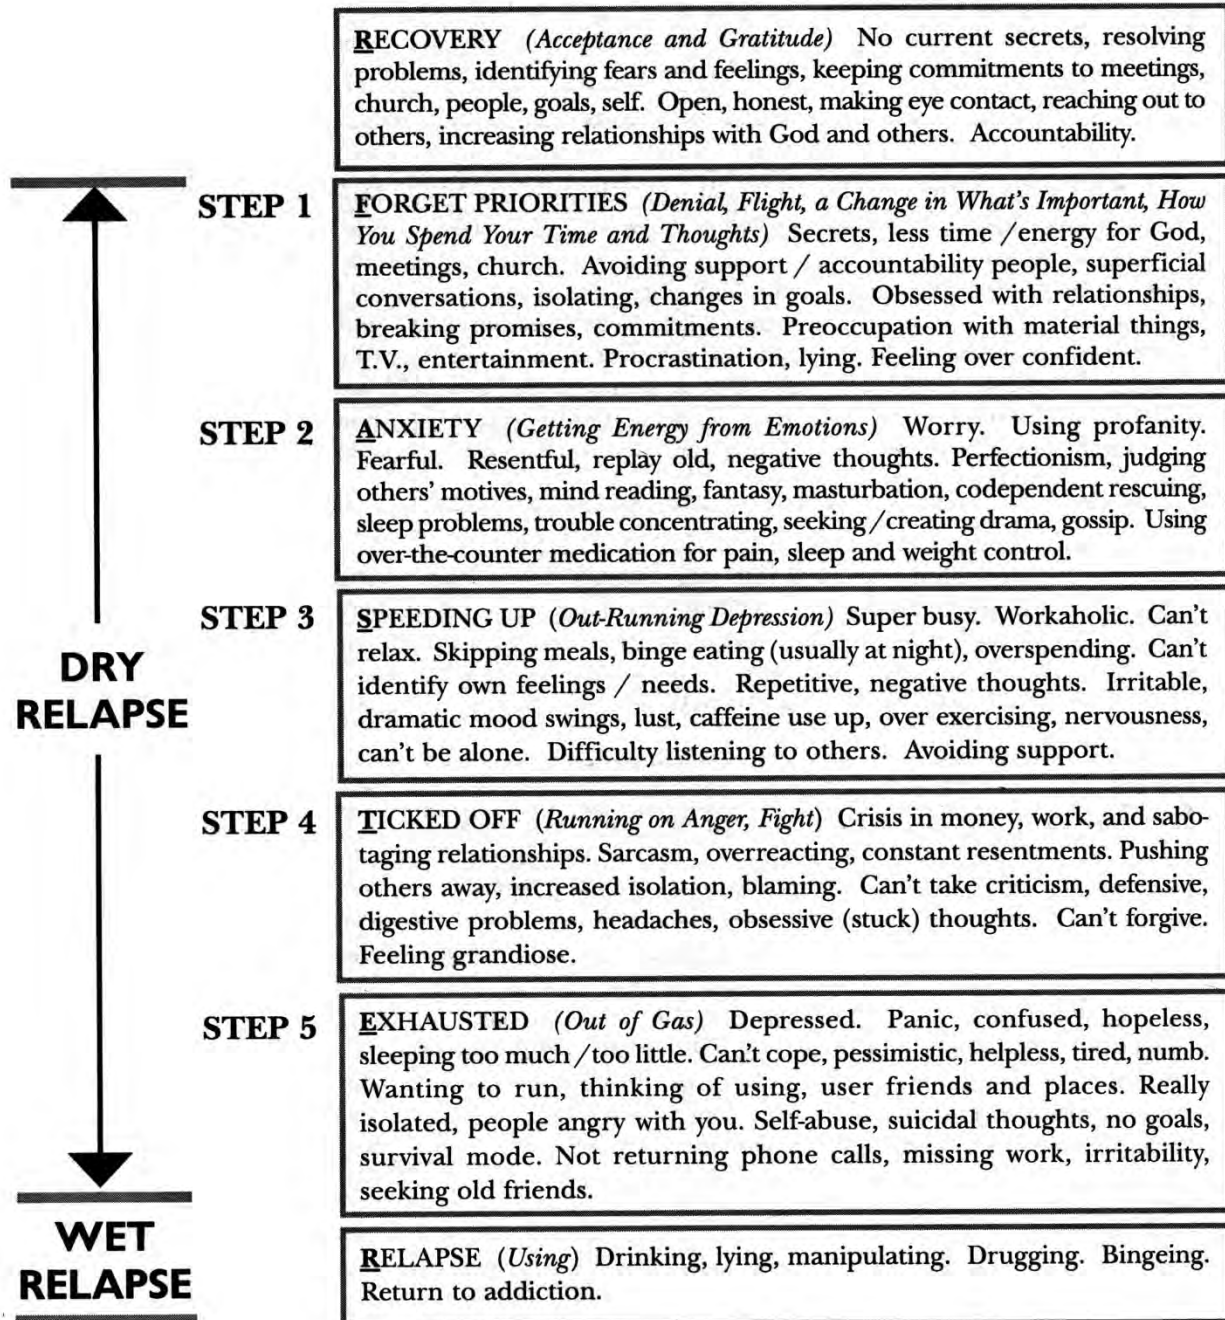 RECOVERY (Acceptance and Gratitude) No current secrets, resolving
problems, identifying fears and feelings, keeping commitments to meetings,
church, people, goals, self. Open, honest, making eye contact, reaching out to
others, increasing relationships with God and others. Accountability.
STEP 1
FORGET PRIORITIES (Denial, Flight, a Change in What's Important, How
You Spend Your Time and Thoughts) Secrets, less time /energy for God,
meetings, church. Avoiding support / accountability people, superficial
conversations, isolating, changes in goals. Obsessed with relationships,
breaking promises, commitments. Preoccupation with material things,
T.V., entertainment. Procrastination, lying. Feeling over confident.
STEP 2
ANXIETY (Getting Energy from Emotions) Worry. Using profanity.
Fearful. Resentful, replay old, negative thoughts. Perfectionism, judging
others' motives, mind reading, fantasy, masturbation, codependent rescuing,
sleep problems, trouble concentrating, seeking /creating drama, gossip. Using
over-the-counter medication for pain, sleep and weight control.
DRY
RELAPSE
STEP 3
SPEEDING UP (Out-Running Depression) Super busy. Workaholic. Can't
relax. Skipping meals, binge eating (usually at night), overspending. Can't
identify own feelings / needs. Repetitive, negative thoughts. Irritable,
dramatic mood swings, lust, caffeine use up, over exercising, nervousness,
can't be alone. Difficulty listening to others. Avoiding support.
STEP 4
TICKED OFF (Running on Anger, Fight) Crisis in money, work, and sabo-
taging relationships. Sarcasm, overreacting, constant resentments. Pushing
others away, increased isolation, blaming. Can't take criticism, defensive,
digestive problems, headaches, obsessive (stuck) thoughts. Can't forgive.
Feeling grandiose.
STEP 5
EXHAUSTED (Out of Gas) Depressed. Panic, confused, hopeless,
sleeping too much /too little. Can't cope, pessimistic, helpless, tired, numb.
Wanting to run, thinking of using, user friends and places. Really
isolated, people angry with you. Self-abuse, suicidal thoughts, no goals,
survival mode. Not returning phone calls, missing work, irritability,
seeking old friends.
WET
RELAPSE
RELAPSE (Using) Drinking, lying, manipulating. Drugging. Bingeing.
Return to addiction.